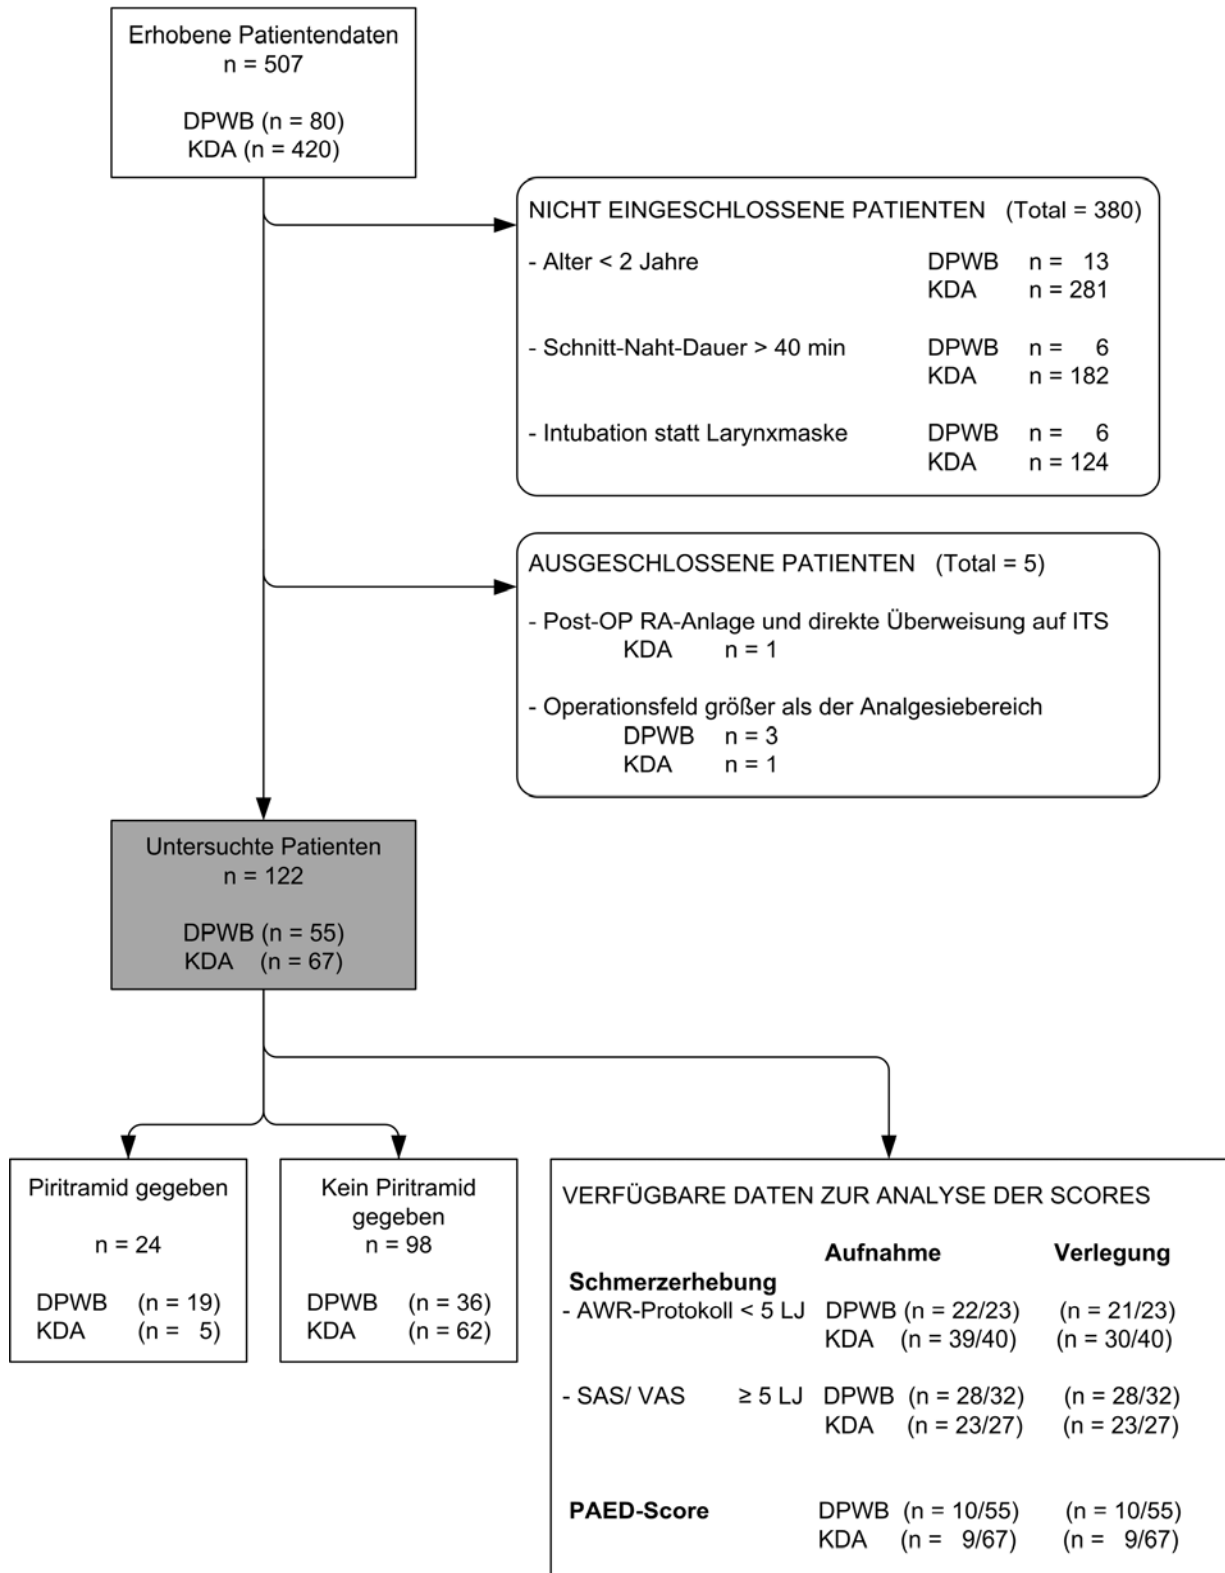 Erhobene Patientendaten
n = 507
DPWB (n = 80)
KDA (n = 420)
NICHT EINGESCHLOSSENE PATIENTEN (Total = 380)
- Alter < 2 Jahre DPWB n = 13
KDA n = 281
- Schnitt-Naht-Dauer > 40 min DPWB n = 6
KDA n = 182
- Intubation statt Larynxmaske DPWB n = 6
KDA n = 124
AUSGESCHLOSSENE PATIENTEN (Total = 5)
- Post-OP RA-Anlage und direkte Überweisung auf ITS
KDA n = 1
- Operationsfeld größer als der Analgesiebereich
DPWB n = 3
KDA n = 1
Untersuchte Patienten
n = 122
DPWB (n = 55)
KDA (n = 67)
Piritramid gegeben
n = 24
DPWB (n = 19)
KDA (n = 5)
Kein Piritramid
gegeben
n = 98
DPWB (n = 36)
KDA (n = 62)
VERFÜGBARE DATEN ZUR ANALYSE DER SCORES
Aufnahme Verlegung
Schmerzerhebung
- AWR-Protokoll < 5 LJ DPWB (n = 22/23) (n = 21/23)
KDA (n = 39/40) (n = 30/40)
- SAS/ VAS ≥ 5 LJ DPWB (n = 28/32) (n = 28/32)
KDA (n = 23/27) (n = 23/27)
PAED-Score DPWB (n = 10/55) (n = 10/55)
KDA (n = 9/67) (n = 9/67)